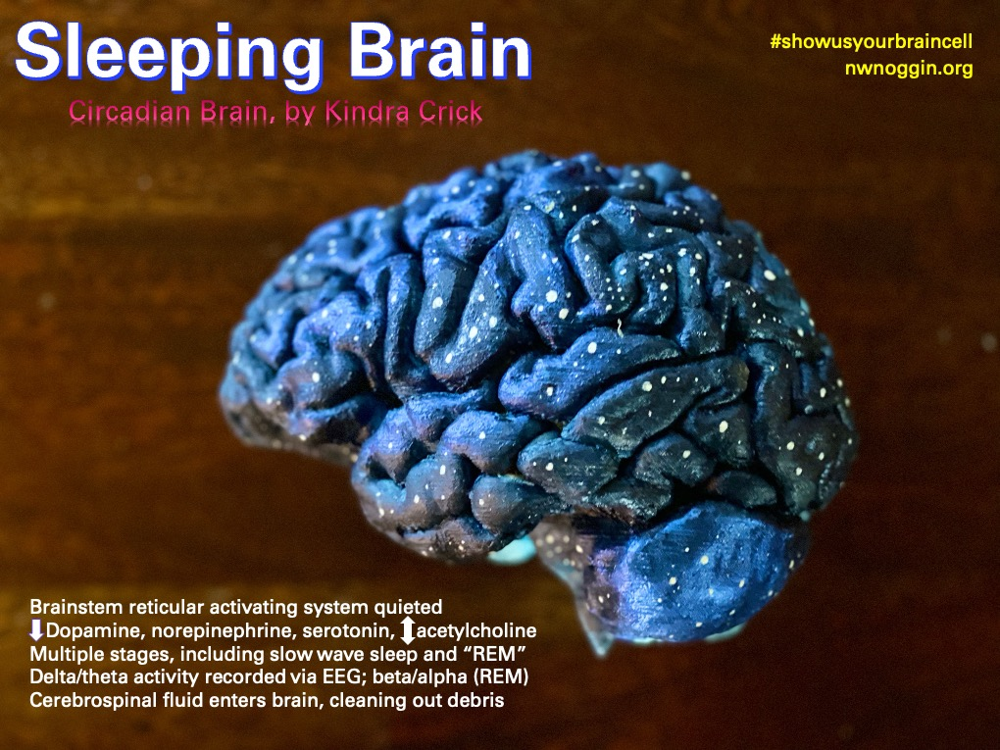 Sleeping Brain
Circadian Brain, by Kindra Crick
#showusyourbraincell
nwnoggin.org
Brainstem reticular activating system quieted
⬇Dopamine, norepinephrine, serotonin, ⬍acetylcholine
Multiple stages, including slow wave sleep and “REM”
Delta/theta activity recorded via EEG; beta/alpha (REM)
Cerebrospinal fluid enters brain, cleaning out debris